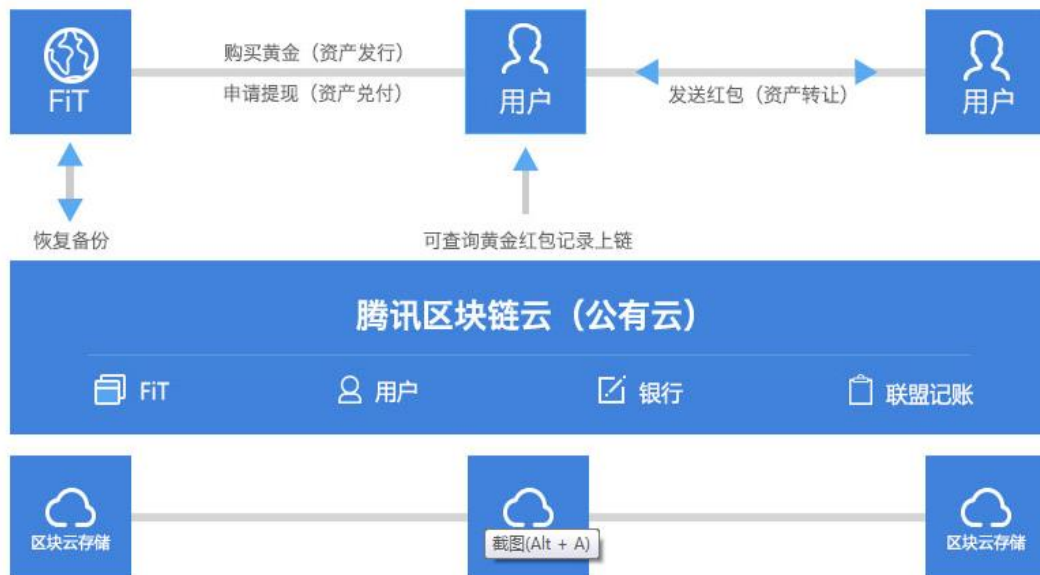 FiT
购买黄金（资产发行）
申请提现（资产兑付）
用户
发送红包（资产转让）
用户
恢复备份
可查询黄金红包记录上链
腾讯区块链云（公有云）
FiT
用户
银行
联盟记账
区块云存储
截图(Alt + A)
区块云存储